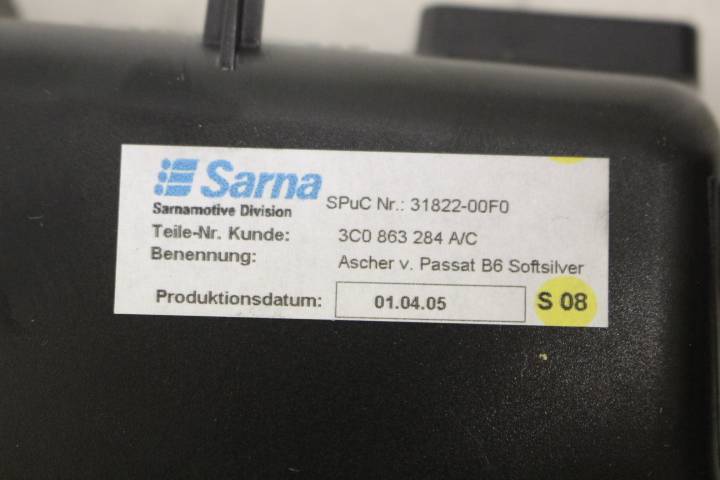 Sarna
Sarnamotive Division
SPuC Nr.: 31822-00F0
Teile-Nr. Kunde: 3C0 863 284 A/C
Benennung: Ascher v. Passat B6 Softsilver
Produktionsdatum: 01.04.05 S 08